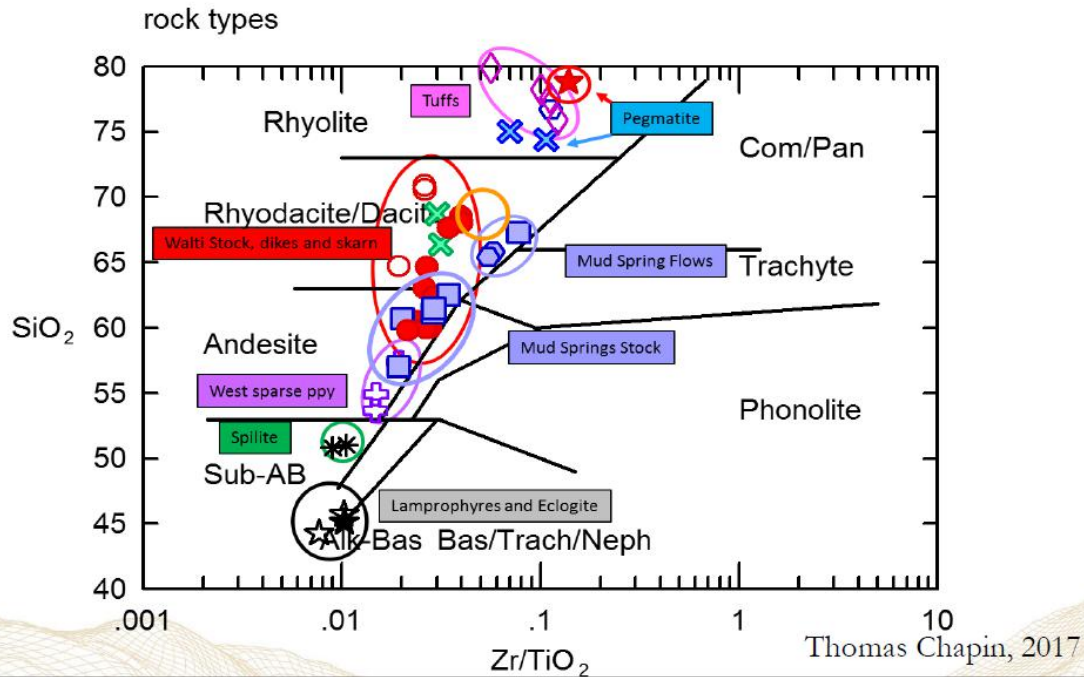 rock types
80
Tuffs
Pegmatite
75
Rhyolite
Com/Pan
70
Rhyodacite/Dacit
Walti Stock, dikes and skarn
Mud Spring Flows
65
Trachyte
SiO₂
60
Andesite
Mud Springs Stock
55
West sparse ppy
Phonolite
Spilite
50
Sub-AB
Lamprophyres and Eclogite
45
Alk-Bas Bas/Trach/Neph
40
.001 .01 .1 1 10
Zr/TiO₂
Thomas Chapin, 2017